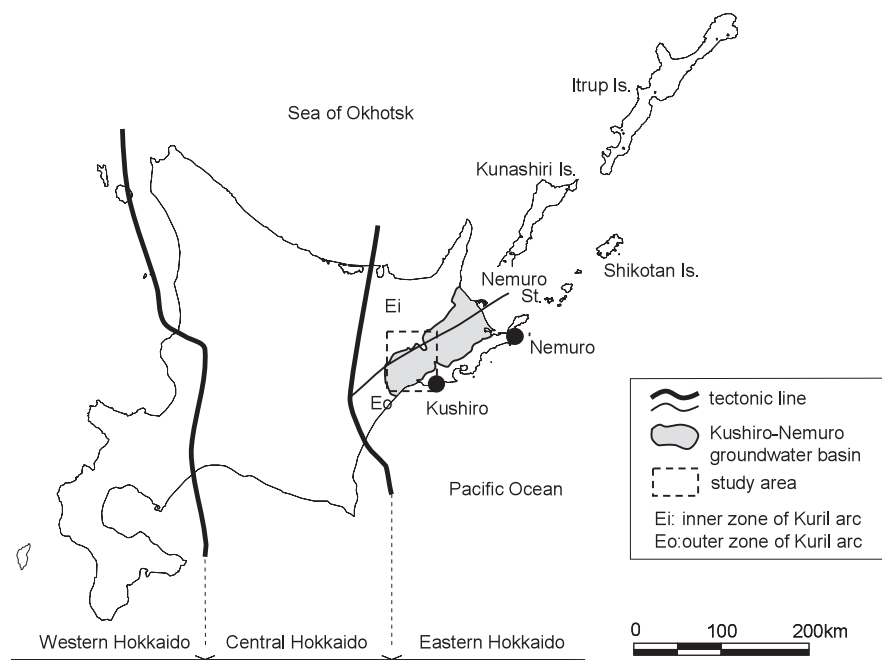 Itrup Is.
Sea of Okhotsk
Kunashiri Is.
Shikotan Is.
Nemuro
St.
Ei
Nemuro
Eo
Kushiro
Pacific Ocean
tectonic line
Kushiro-Nemuro
groundwater basin
study area
Ei: inner zone of Kuril arc
Eo:outer zone of Kuril arc
0 100 200km
Western Hokkaido Central Hokkaido Eastern Hokkaido